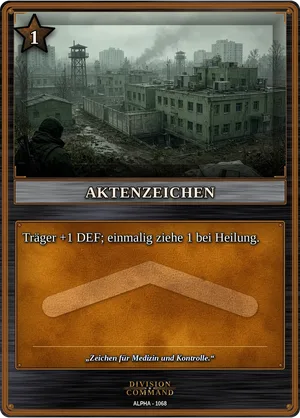 1
AKTENZEICHEN
Träger +1 DEF; einmalig ziehe 1 bei Heilung.
„Zeichen für Medizin und Kontrolle.“
DIVISION
COMMAND
ALPHA - 1068